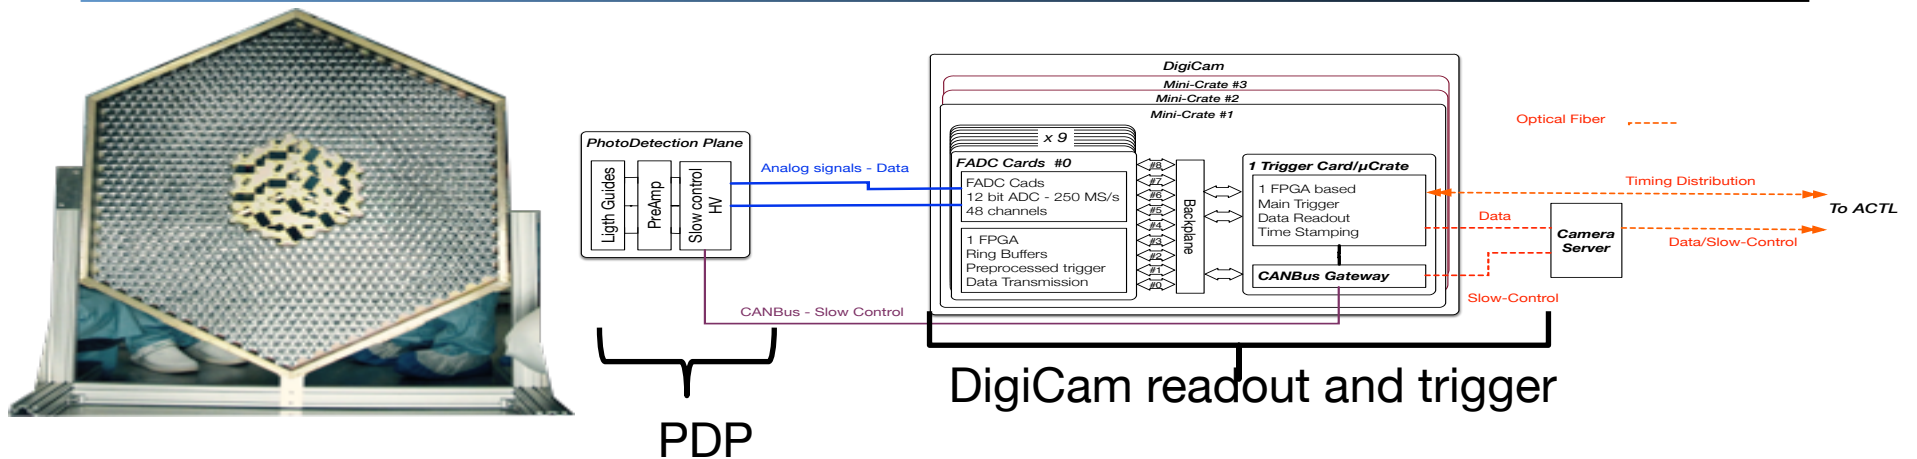 DigiCam
Mini-Crate #3
Mini-Crate #2
Mini-Crate #1
Optical Fiber
PhotoDetection Plane
Ligth Guides
PreAmp
Slow control
HV
Analog signals - Data
x 9
FADC Cards #0
FADC Cads
12 bit ADC - 250 MS/s
48 channels
1 FPGA
Ring Buffers
Preprocessed trigger
Data Transmission
#8
#7
#6
#5
#4
#3
#2
#1
#0
Backplane
1 Trigger Card/µCrate
1 FPGA based
Main Trigger
Data Readout
Time Stamping
CANBus Gateway
Timing Distribution
Data
To ACTL
Camera
Server
Data/Slow-Control
Slow-Control
CANBus - Slow Control
DigiCam readout and trigger
PDP